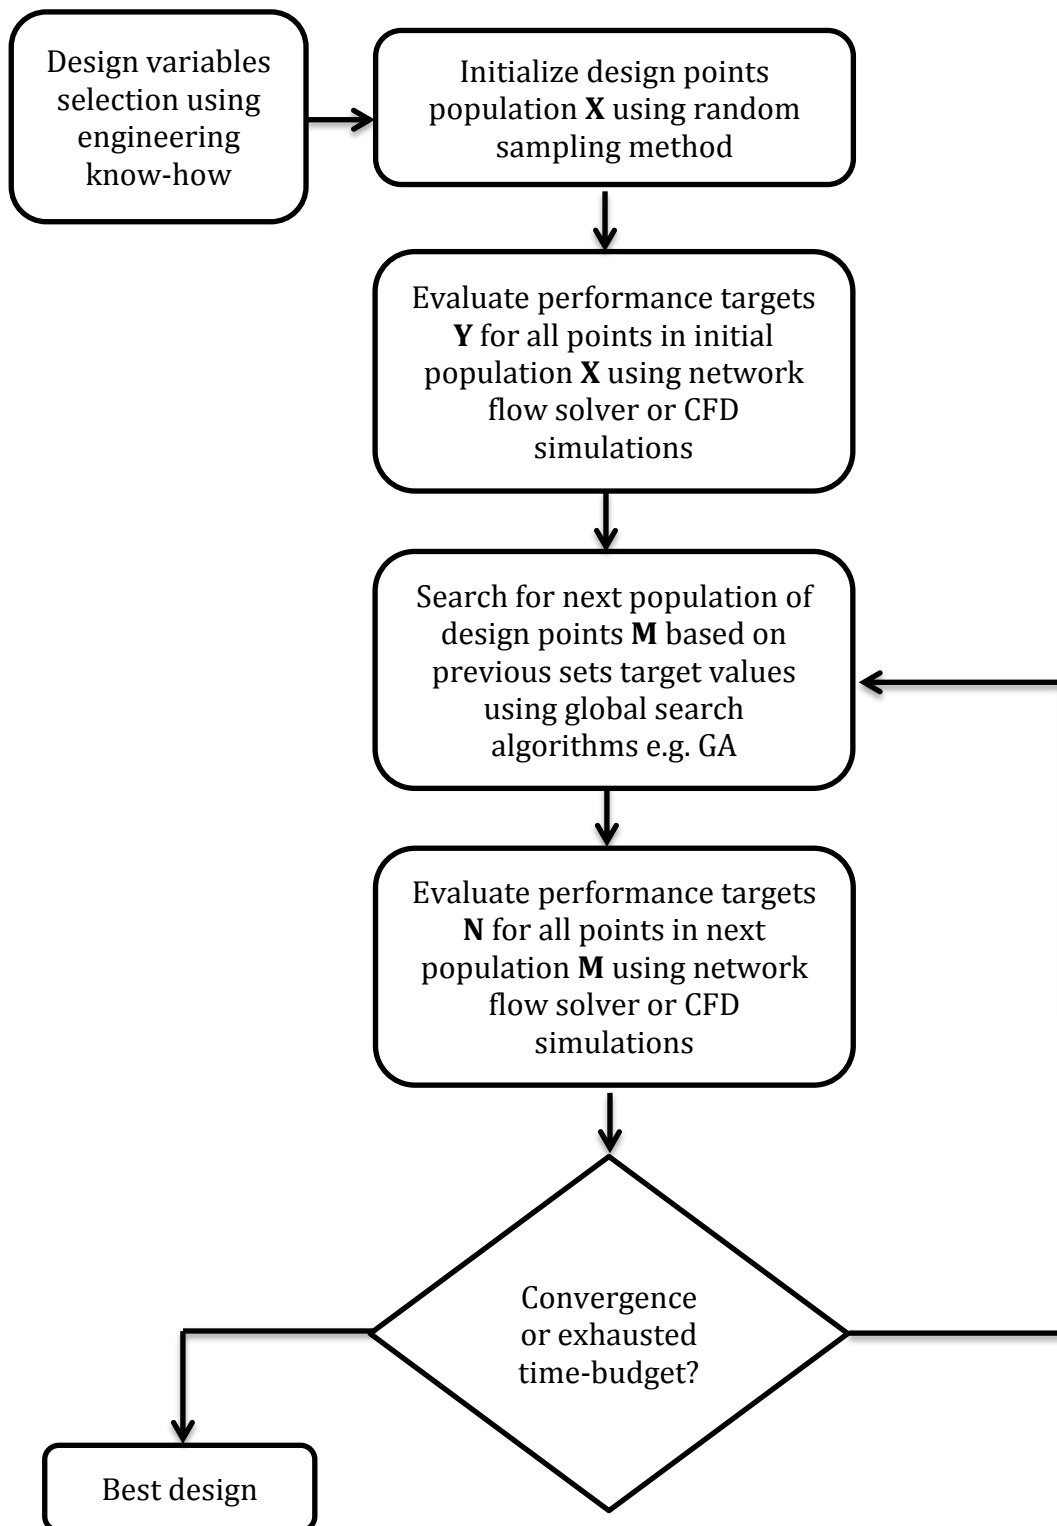 Design variables
selection using
engineering
know-how
Initialize design points
population X using random
sampling method
Evaluate performance targets
Y for all points in initial
population X using network
flow solver or CFD
simulations
Search for next population of
design points M based on
previous sets target values
using global search
algorithms e.g. GA
Evaluate performance targets
N for all points in next
population M using network
flow solver or CFD
simulations
Convergence
or exhausted
time-budget?
Best design